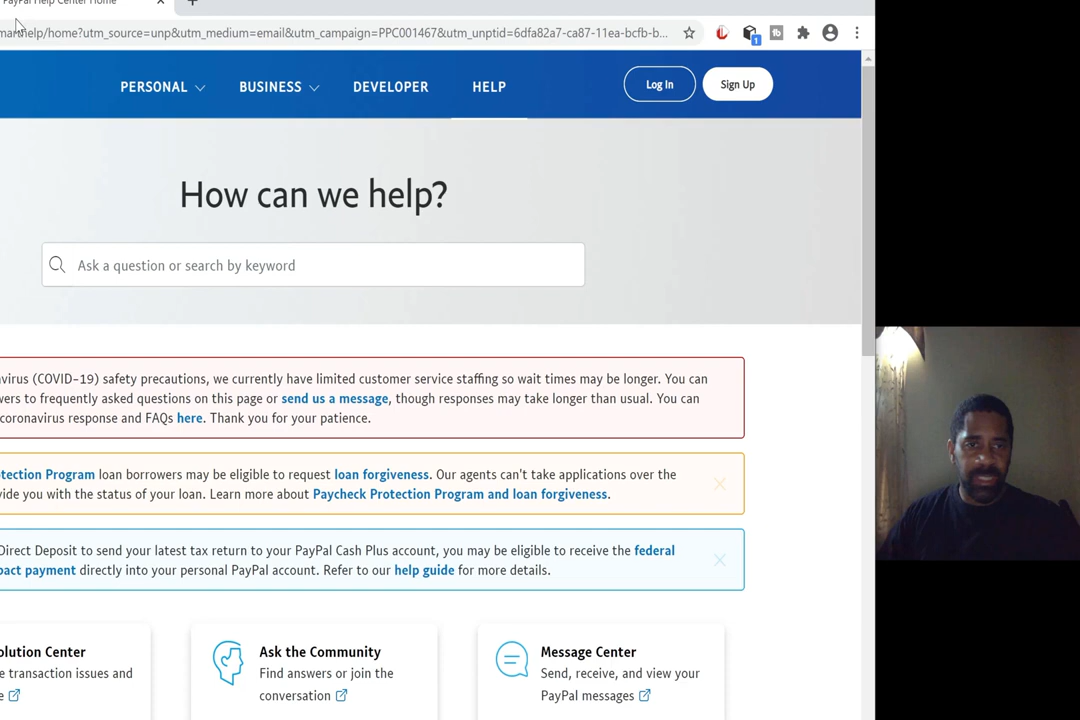 PayPal Help Center Home
help/home?utm_source=unp&utm_medium=email&utm_campaign=PPC001467&utm_unptid=6dfa82a7-ca87-11ea-bcfb-b...
1
PERSONAL
BUSINESS
DEVELOPER
HELP
Log In
Sign Up
How can we help?
Ask a question or search by keyword
avirus (COVID-19) safety precautions, we currently have limited customer service staffing so wait times may be longer. You can
wers to frequently asked questions on this page or send us a message, though responses may take longer than usual. You can
coronavirus response and FAQs here. Thank you for your patience.
otection Program loan borrowers may be eligible to request loan forgiveness. Our agents can't take applications over the
vide you with the status of your loan. Learn more about Paycheck Protection Program and loan forgiveness.
Direct Deposit to send your latest tax return to your PayPal Cash Plus account, you may be eligible to receive the federal
pact payment directly into your personal PayPal account. Refer to our help guide for more details.
olution Center
e transaction issues and
e
Ask the Community
Find answers or join the
conversation
Message Center
Send, receive, and view your
PayPal messages